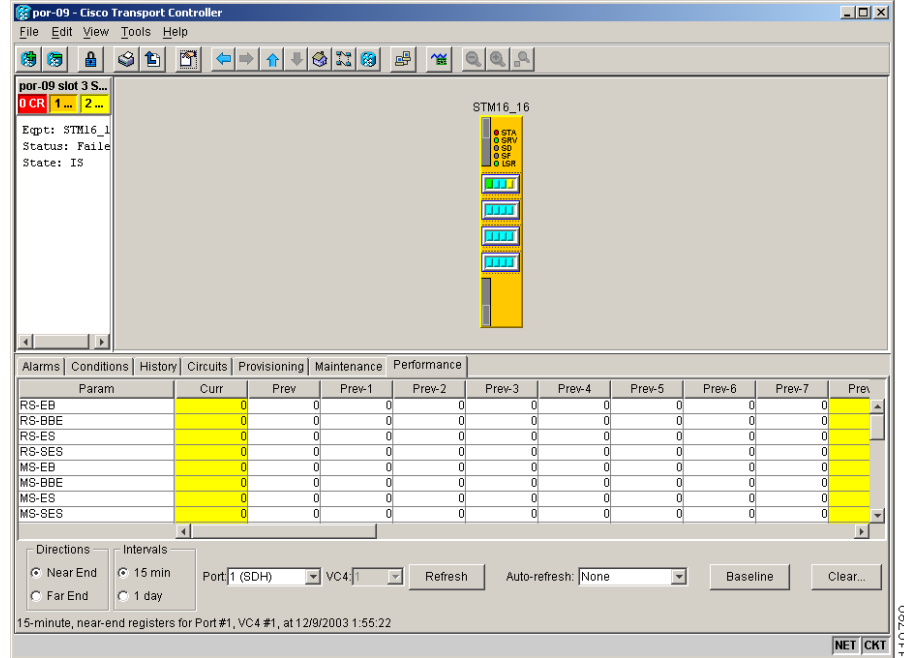 por-09 - Cisco Transport Controller
File Edit View Tools Help
por-09 slot 3 S...
0 CR 1 ... 2 ...
Eqpt: STM16_1
Status: Faile
State: IS
STM16_16
STA
SRV
SD
SF
LSR
Alarms Conditions History Circuits Provisioning Maintenance Performance
Param Curr Prev Prev-1 Prev-2 Prev-3 Prev-4 Prev-5 Prev-6 Prev-7 Prev
RS-EB 0 0 0 0 0 0 0 0 0
RS-BBE 0 0 0 0 0 0 0 0 0
RS-ES 0 0 0 0 0 0 0 0 0
RS-SES 0 0 0 0 0 0 0 0 0
MS-EB 0 0 0 0 0 0 0 0 0
MS-BBE 0 0 0 0 0 0 0 0 0
MS-ES 0 0 0 0 0 0 0 0 0
MS-SES 0 0 0 0 0 0 0 0 0
Directions Intervals
Near End 15 min Port: 1 (SDH) VC4: 1 Refresh Auto-refresh: None Baseline Clear...
Far End 1 day
15-minute, near-end registers for Port #1, VC4 #1, at 12/9/2003 1:55:22
NET CKT